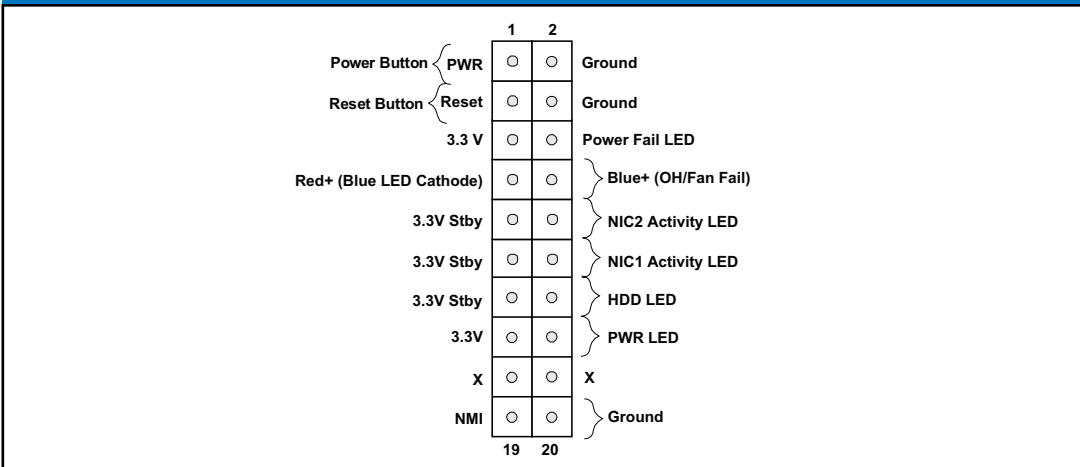 1 2
Power Button PWR Ground
Reset Button Reset Ground
3.3 V Power Fail LED
Red+ (Blue LED Cathode) Blue+ (OH/Fan Fail)
3.3V Stby NIC2 Activity LED
3.3V Stby NIC1 Activity LED
3.3V Stby HDD LED
3.3V PWR LED
X X
NMI Ground
19 20